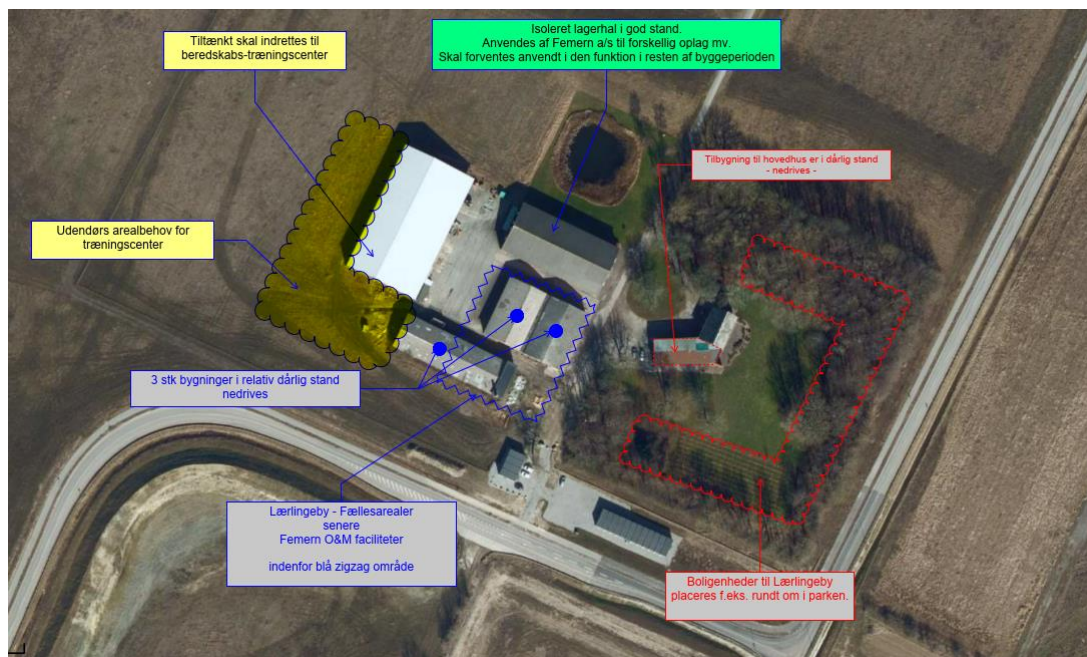 Tiltænkt skal indrettes til
beredskabs-træningscenter
Isoleret lagerhal i god stand.
Anvendes af Femern a/s til forskellig oplag mv.
Skal forventes anvendt i den funktion i resten af byggeperioden
Tilbygning til hovedhus er i dårlig stand
- nedrives -
Udendørs arealbehov for
træningscenter
3 stk bygninger i relativ dårlig stand
nedrives
Lærlingeby - Fællesarealer
senere
Femern O&M faciliteter
indenfor blå zigzag område
Boligenheder til Lærlingeby
placeres f.eks. rundt om i parken.